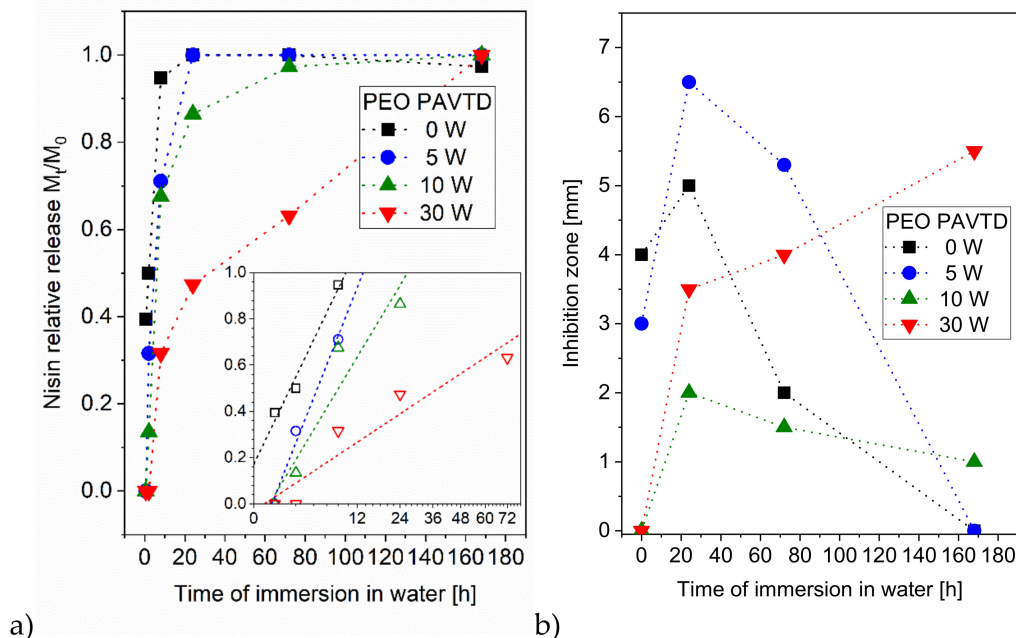 a)
Nisin relative release Mt/M0
1.0
0.8
0.6
0.4
0.2
0.0
PEO PAVTD
0 W
5 W
10 W
30 W
1.0
0.8
0.6
0.4
0.2
0.0
0 12 24 36 48 60 72
0 20 40 60 80 100 120 140 160 180
Time of immersion in water [h]
b)
Inhibition zone [mm]
7
6
5
4
3
2
1
0
PEO PAVTD
0 W
5 W
10 W
30 W
0 20 40 60 80 100 120 140 160 180
Time of immersion in water [h]